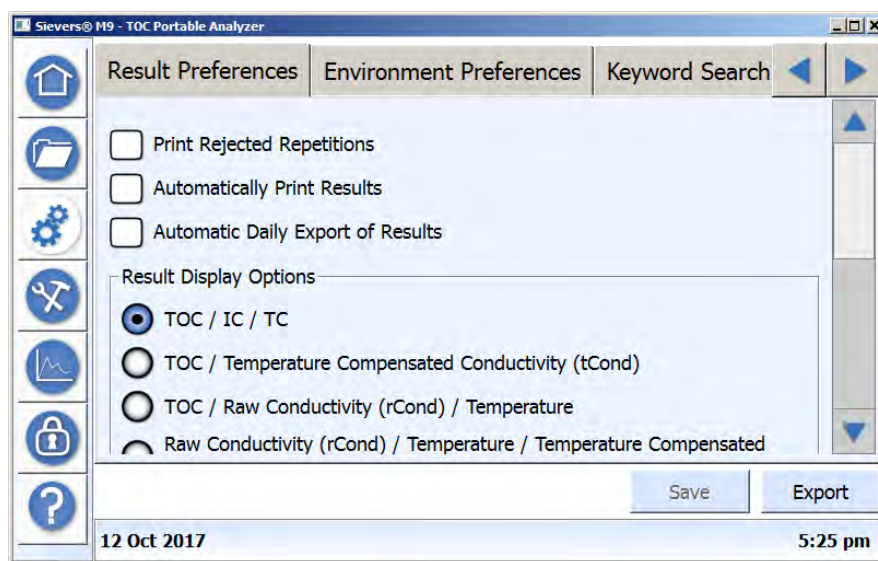 Sievers® M9 - TOC Portable Analyzer
Result Preferences
Environment Preferences
Keyword Search
Print Rejected Repetitions
Automatically Print Results
Automatic Daily Export of Results
Result Display Options
TOC / IC / TC
TOC / Temperature Compensated Conductivity (tCond)
TOC / Raw Conductivity (rCond) / Temperature
Raw Conductivity (rCond) / Temperature / Temperature Compensated
Save
Export
?
12 Oct 2017
5:25 pm